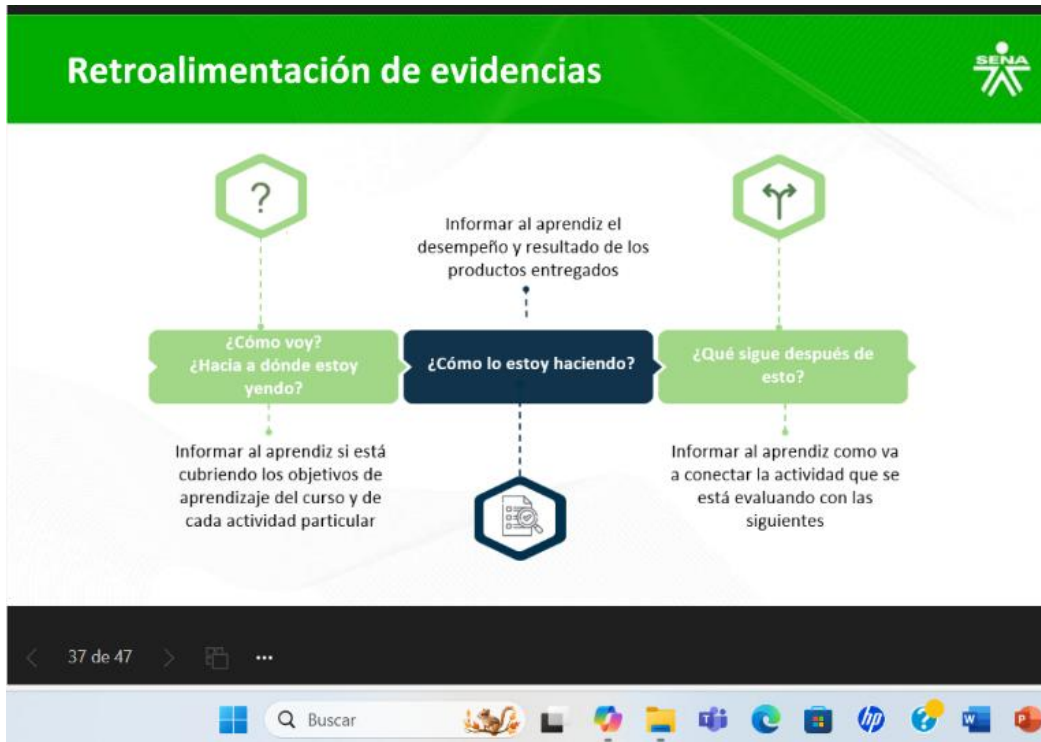 Retroalimentación de evidencias
SENA
?
Informar al aprendiz el
desempeño y resultado de los
productos entregados
¿Cómo voy?
¿Hacia a dónde estoy
yendo?
¿Cómo lo estoy haciendo?
¿Qué sigue después de
esto?
Informar al aprendiz si está
cubriendo los objetivos de
aprendizaje del curso y de
cada actividad particular
Informar al aprendiz como va
a conectar la actividad que se
está evaluando con las
siguientes
37 de 47
Buscar
hp
?
W
P